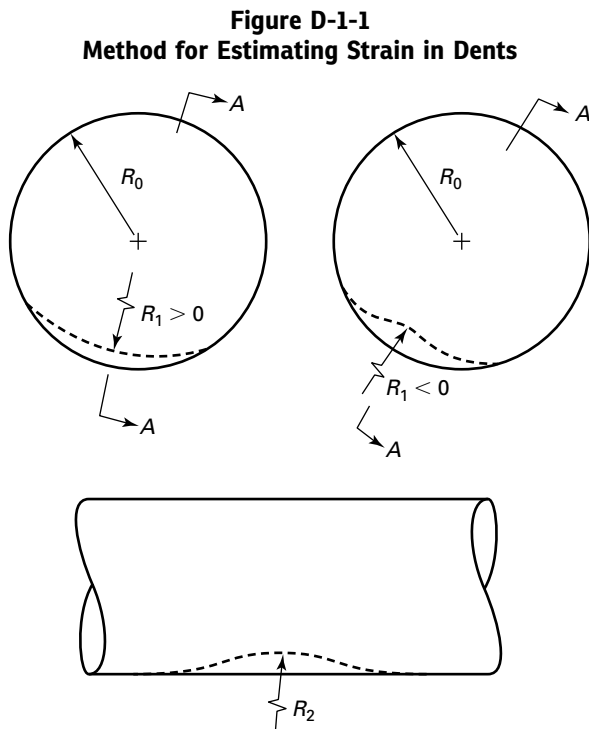 Figure D-1-1
Method for Estimating Strain in Dents
A
A
R₀
R₀
R₁ > 0
R₁ < 0
A
A
R₂